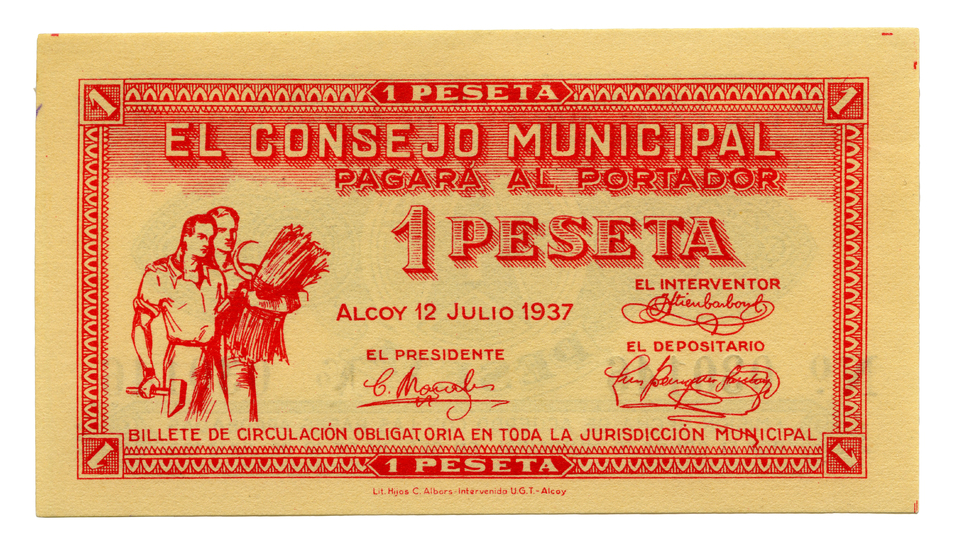 1 PESETA
1 1
EL CONSEJO MUNICIPAL
PAGARÁ AL PORTADOR
1 PESETA
EL INTERVENTOR
ALCOY 12 JULIO 1937
EL PRESIDENTE
EL DEPOSITARIO
BILLETE DE CIRCULACIÓN OBLIGATORIA EN TODA LA JURISDICCIÓN MUNICIPAL
1 1
1 PESETA
Lit. Hijos C. Albors-Intervenida U.G.T.-Alcoy